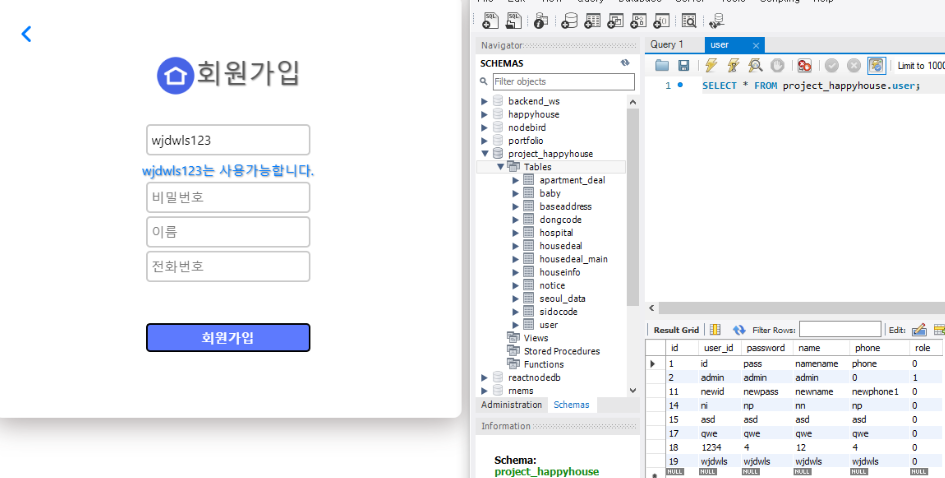 회원가입
wjdwls123
wjdwls123는 사용가능합니다.
비밀번호
이름
전화번호
회원가입
Navigator
SCHEMAS
Filter objects
backend_ws
happyhouse
nodebird
portfolio
project_happyhouse
Tables
apartment_deal
baby
baseaddress
dongcode
hospital
housedeal
housedeal_main
houseinfo
notice
seoul_data
sidocode
user
Views
Stored Procedures
Functions
reactnodedb
rnems
Administration Schemas
Information
Schema:
project_happyhouse
Query 1 user
Limit to 1000
1 SELECT * FROM project_happyhouse.user;
Result Grid Filter Rows: Edit:
id user_id password name phone role
1 id pass namename phone 0
2 admin admin admin 0 1
11 newid newpass newname newphone1 0
14 ni np nn np 0
15 asd asd asd asd 0
17 qwe qwe qwe qwe 0
18 1234 4 12 4 0
19 wjdwls wjdwls wjdwls wjdwls 0
NULL NULL NULL NULL NULL NULL